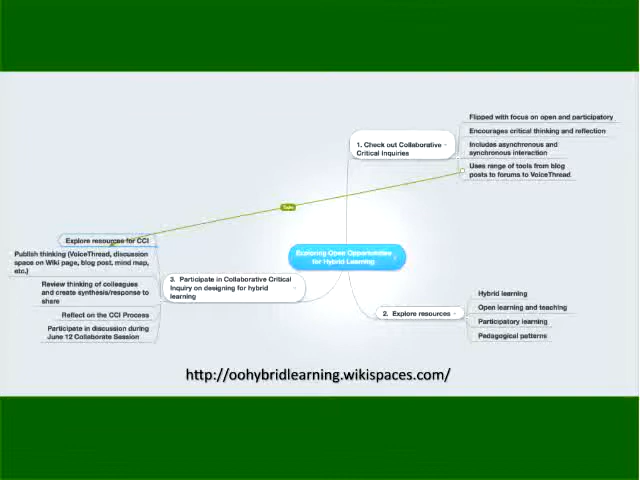 Flipped with focus on open and participatory
Encourages critical thinking and reflection
1. Check out Collaborative
Critical Inquiries
Includes asynchronous and
synchronous interaction
Uses range of tools from blog
posts to forums to VoiceThread
Explore resources for CCI
Publish thinking (VoiceThread, discussion
space on Wiki page, blog post, mind map,
etc.)
Exploring Open Opportunities
for Hybrid Learning
3. Participate in Collaborative Critical
Inquiry on designing for hybrid
learning
Review thinking of colleagues
and create synthesis/response to
share
Reflect on the CCI Process
Participate in discussion during
June 12 Collaborate Session
2. Explore resources
Hybrid learning
Open learning and teaching
Participatory learning
Pedagogical patterns
http://oohybridlearning.wikispaces.com/